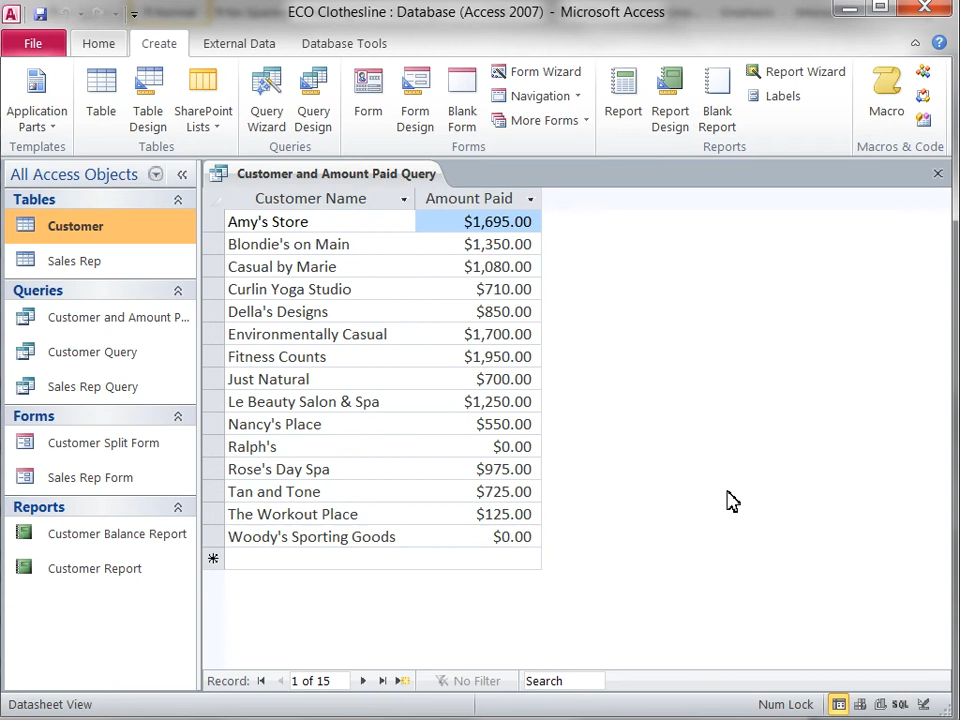 ECO Clothesline : Database (Access 2007) - Microsoft Access
File Home Create External Data Database Tools
Application Parts Table Table Design SharePoint Lists Query Wizard Query Design Form Form Design Blank Form Form Wizard Navigation More Forms Report Report Design Blank Report Report Wizard Labels Macro
Templates Tables Queries Forms Reports Macros & Code
All Access Objects
Tables
Customer
Sales Rep
Queries
Customer and Amount P...
Customer Query
Sales Rep Query
Forms
Customer Split Form
Sales Rep Form
Reports
Customer Balance Report
Customer Report
Customer and Amount Paid Query
Customer Name Amount Paid
Amy's Store $1,695.00
Blondie's on Main $1,350.00
Casual by Marie $1,080.00
Curlin Yoga Studio $710.00
Della's Designs $850.00
Environmentally Casual $1,700.00
Fitness Counts $1,950.00
Just Natural $700.00
Le Beauty Salon & Spa $1,250.00
Nancy's Place $550.00
Ralph's $0.00
Rose's Day Spa $975.00
Tan and Tone $725.00
The Workout Place $125.00
Woody's Sporting Goods $0.00
Record: 1 of 15 No Filter Search
Datasheet View Num Lock SQL